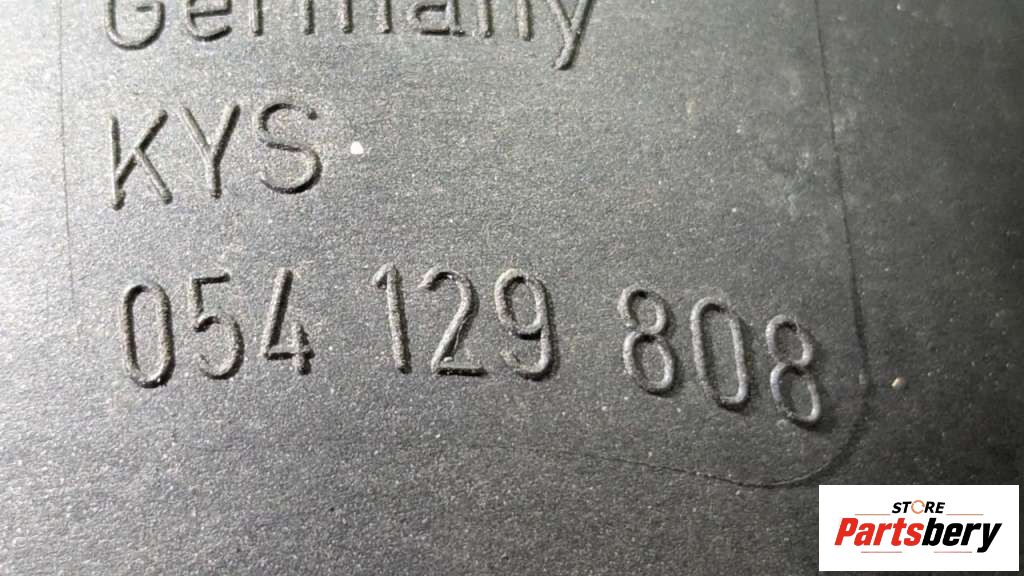 Germany
KYS
054 129 808
STORE
Partsbery